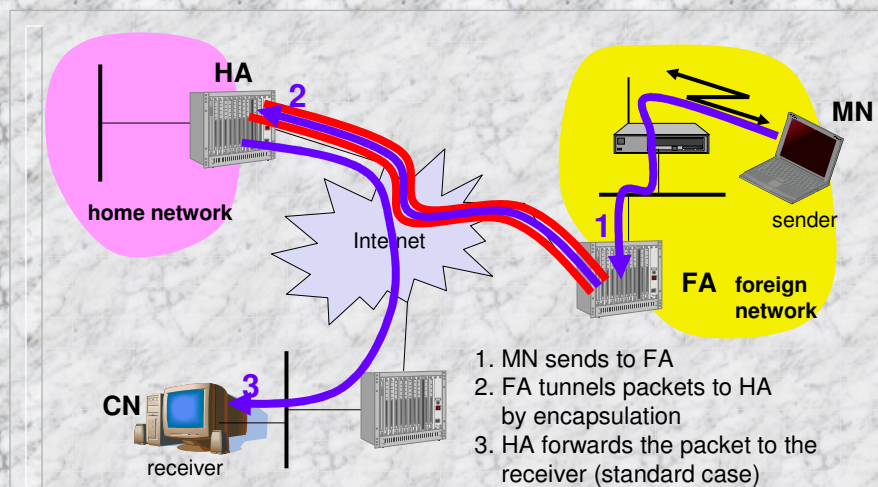 HA
2
MN
home network
Internet
1
sender
FA
foreign
network
CN
3
receiver
1. MN sends to FA
2. FA tunnels packets to HA
by encapsulation
3. HA forwards the packet to the
receiver (standard case)